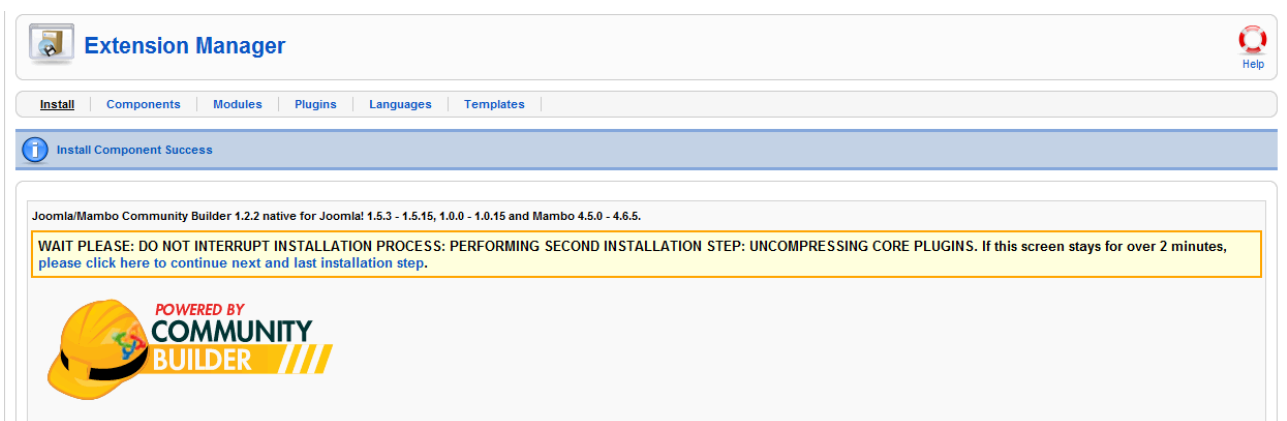 Extension Manager
Help
Install Components Modules Plugins Languages Templates
Install Component Success
Joomla/Mambo Community Builder 1.2.2 native for Joomla! 1.5.3 - 1.5.15, 1.0.0 - 1.0.15 and Mambo 4.5.0 - 4.6.5.
WAIT PLEASE: DO NOT INTERRUPT INSTALLATION PROCESS: PERFORMING SECOND INSTALLATION STEP: UNCOMPRESSING CORE PLUGINS. If this screen stays for over 2 minutes,
please click here to continue next and last installation step.
POWERED BY
COMMUNITY
BUILDER